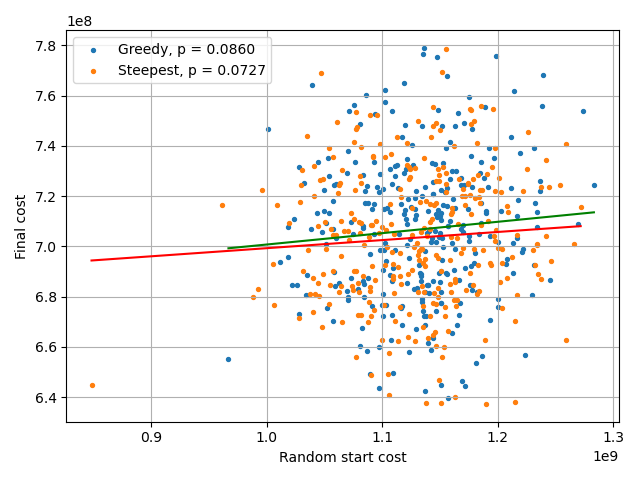 1e8
Greedy, p = 0.0860
Steepest, p = 0.0727
7.8
7.6
7.4
7.2
7.0
6.8
6.6
6.4
Final cost
0.9
1.0
1.1
1.2
1.3
Random start cost
1e9